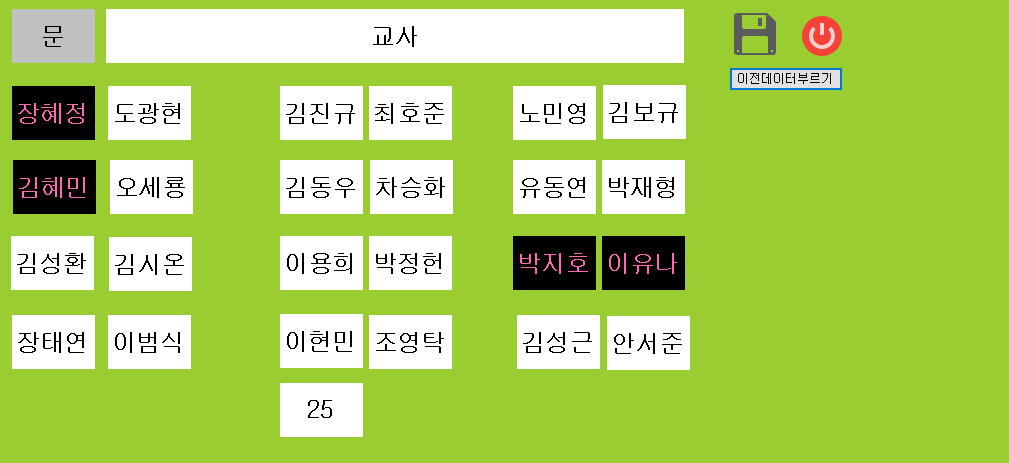 문 교사
이전데이터부르기
장혜정 도광현 김진규 최호준 노민영 김보규
김혜민 오세룡 김동우 차승화 유동연 박재형
김성환 김시온 이용희 박정헌 박지호 이유나
장태연 이범식 이현민 조영탁 김성근 안서준
25